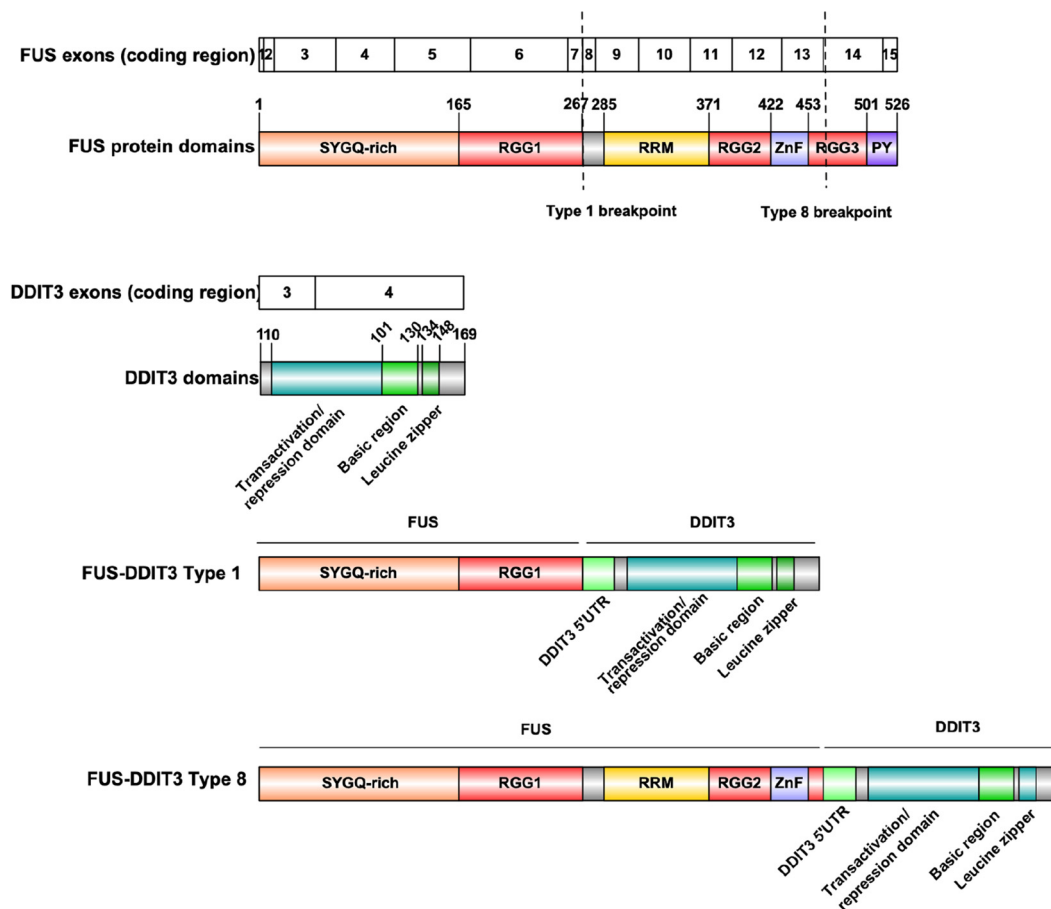 FUS exons (coding region) 1 2 3 4 5 6 7 8 9 10 11 12 13 14 15
1 165 267 285 371 422 453 501 526
FUS protein domains SYGQ-rich RGG1 RRM RGG2 ZnF RGG3 PY
Type 1 breakpoint Type 8 breakpoint
DDIT3 exons (coding region) 3 4
1 10 101 130 134 148 169
DDIT3 domains
Transactivation/
repression domain
Basic region
Leucine zipper
FUS DDIT3
FUS-DDIT3 Type 1 SYGQ-rich RGG1
DDIT3 5'UTR
Transactivation/
repression domain
Basic region
Leucine zipper
FUS DDIT3
FUS-DDIT3 Type 8 SYGQ-rich RGG1 RRM RGG2 ZnF
DDIT3 5'UTR
Transactivation/
repression domain
Basic region
Leucine zipper